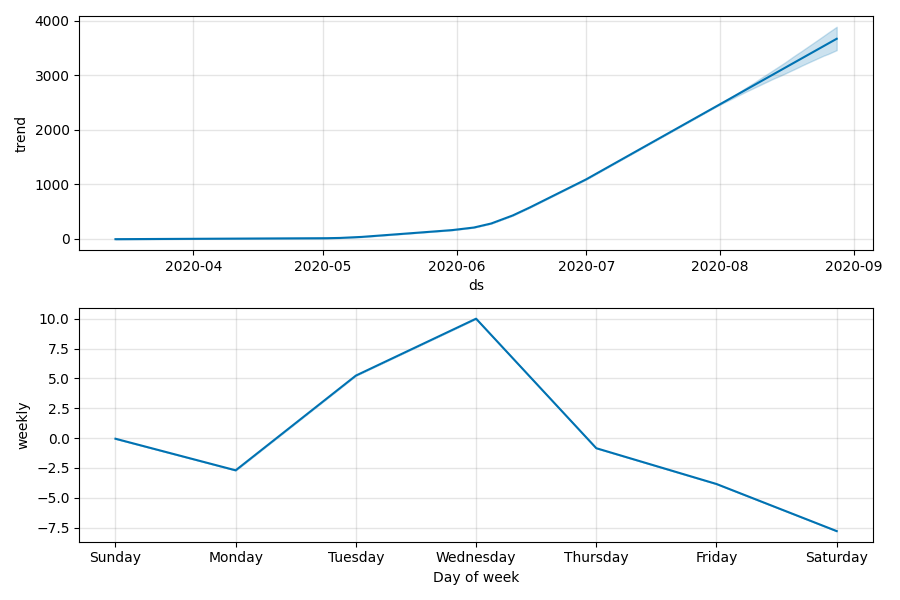 4000
3000
2000
1000
0
trend
2020-04 2020-05 2020-06 2020-07 2020-08 2020-09
ds
10.0
7.5
5.0
2.5
0.0
−2.5
−5.0
−7.5
weekly
Sunday Monday Tuesday Wednesday Thursday Friday Saturday
Day of week